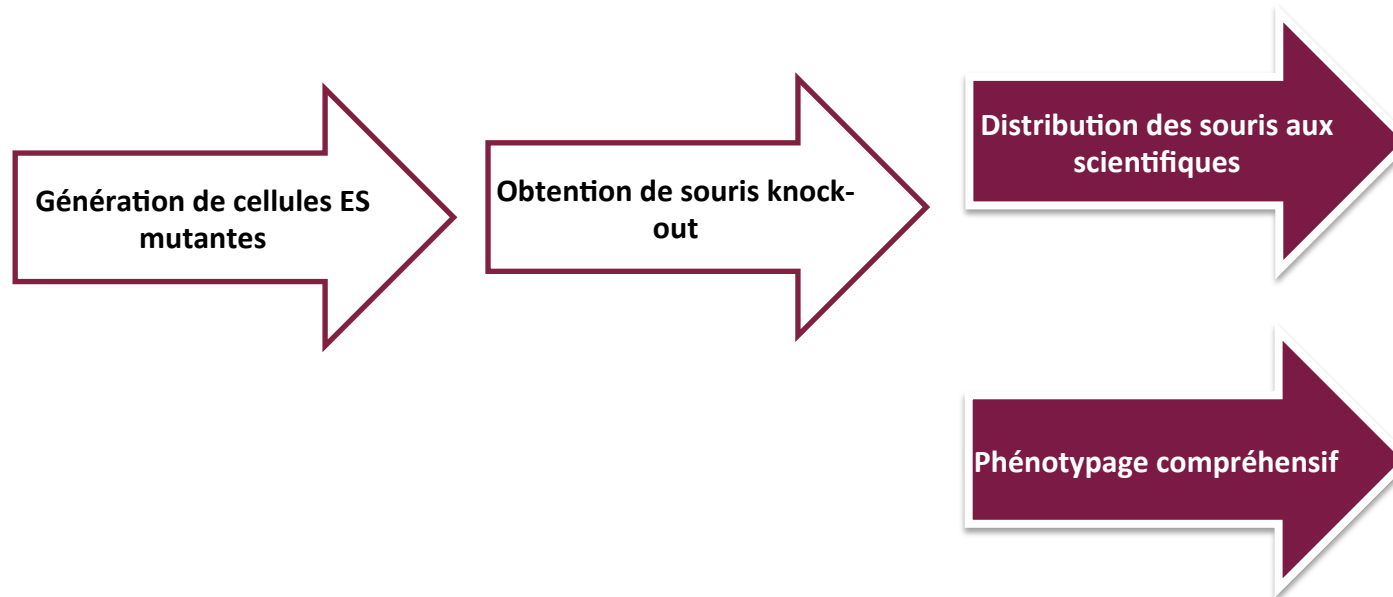 Génération de cellules ES
mutantes
Obtention de souris knock-
out
Distribution des souris aux
scientifiques
Phénotypage compréhensif